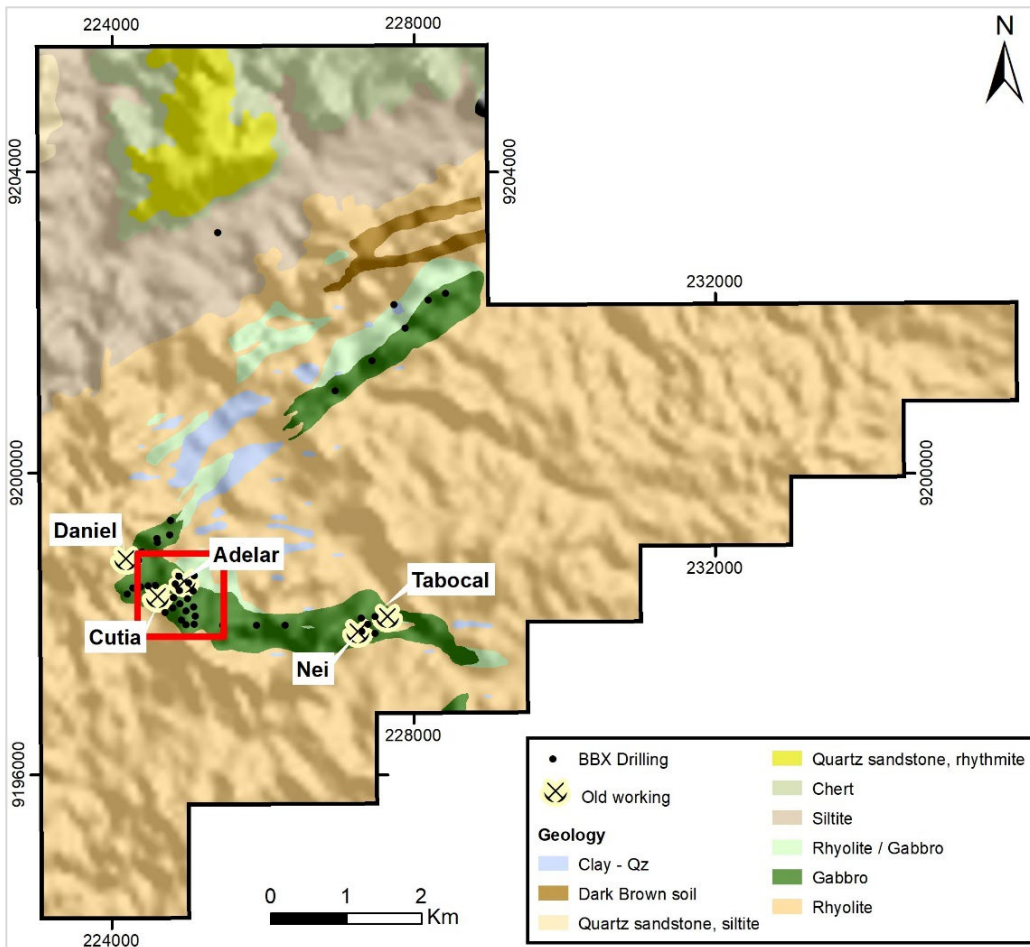 224000
228000
N
9204000
9204000
232000
9200000
9200000
Daniel
Adelar
Tabocal
232000
Cutia
Nei
228000
9196000
BBX Drilling
Old working
Geology
Clay - Qz
Dark Brown soil
Quartz sandstone, siltite
Quartz sandstone, rhythmite
Chert
Siltite
Rhyolite / Gabbro
Gabbro
Rhyolite
0 1 2
Km
224000